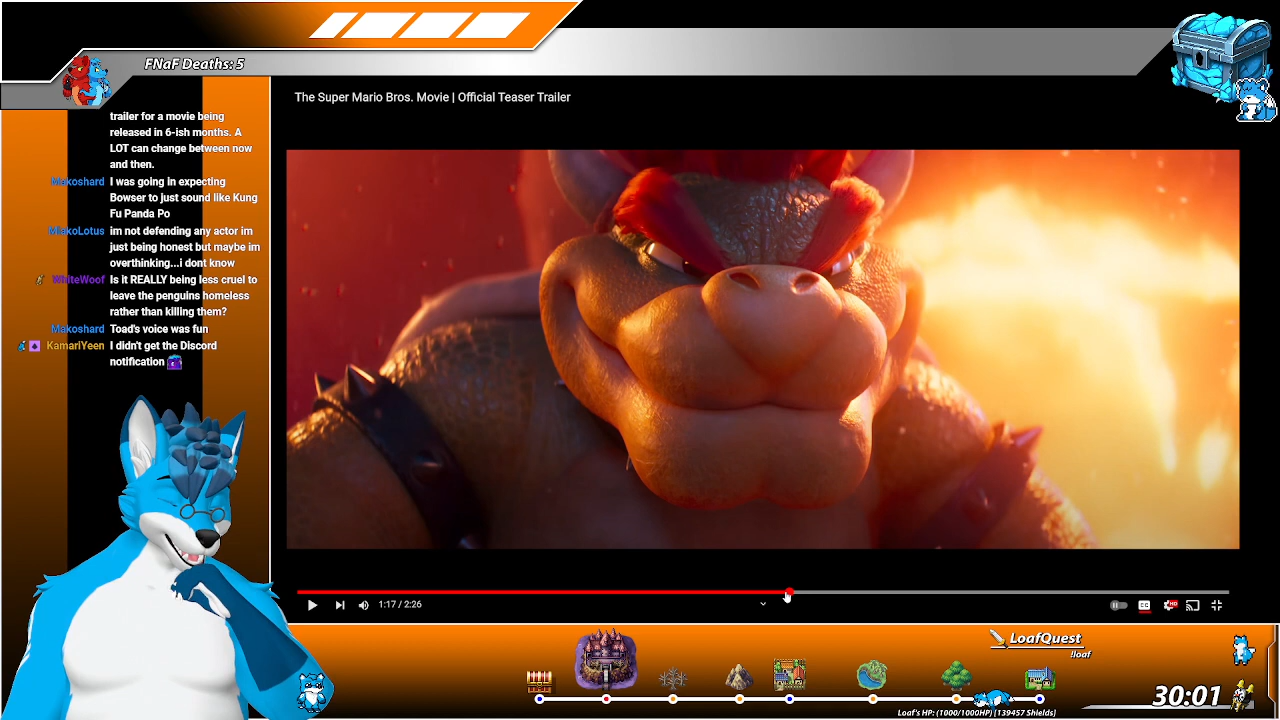 FNaF Deaths: 5
The Super Mario Bros. Movie | Official Teaser Trailer
trailer for a movie being
released in 6-ish months. A
LOT can change between now
and then.
Makoshard I was going in expecting
Bowser to just sound like Kung
Fu Panda Po
MiakoLotus im not defending any actor im
just being honest but maybe im
overthinking...i dont know
WhiteWoof Is it REALLY being less cruel to
leave the penguins homeless
rather than killing them?
Makoshard Toad's voice was fun
KamariYeen I didn't get the Discord
notification
1:17 / 2:26
CC
HD
LoafQuest
!loaf
Loaf's HP: (1000/1000HP) [139457 Shields]
30:01